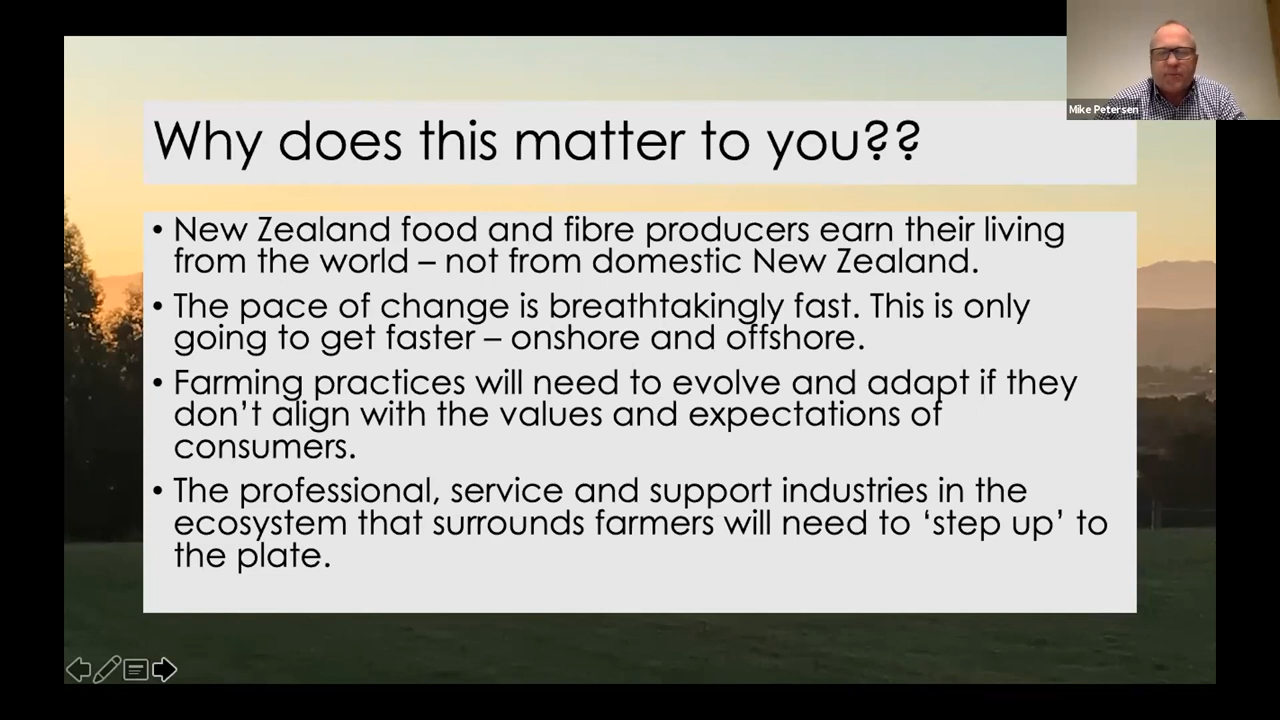 Mike Petersen
Why does this matter to you??
• New Zealand food and fibre producers earn their living
from the world – not from domestic New Zealand.
• The pace of change is breathtakingly fast. This is only
going to get faster – onshore and offshore.
• Farming practices will need to evolve and adapt if they
don’t align with the values and expectations of
consumers.
• The professional, service and support industries in the
ecosystem that surrounds farmers will need to ‘step up’ to
the plate.